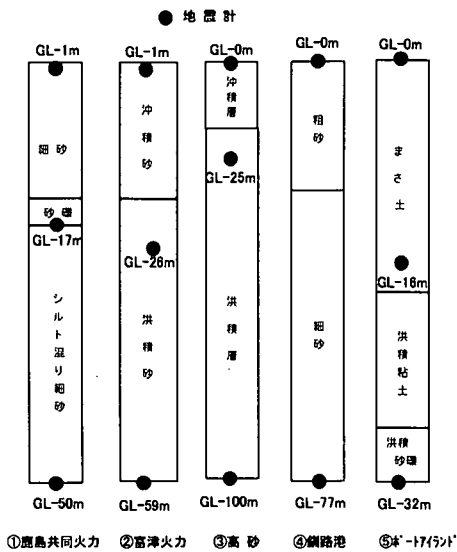 ● 地震計
GL-1m
GL-1m
GL-0m
GL-0m
GL-0m
細砂
砂礫
GL-17m
シルト混り細砂
GL-50m
沖積砂
GL-26m
洪積砂
GL-59m
沖積層
GL-25m
洪積層
GL-100m
粗砂
細砂
GL-77m
まさ土
GL-16m
洪積粘土
洪積砂礫
GL-32m
①鹿島共同火力 ②富津火力 ③高砂 ④釧路港 ⑤ポートアイランド